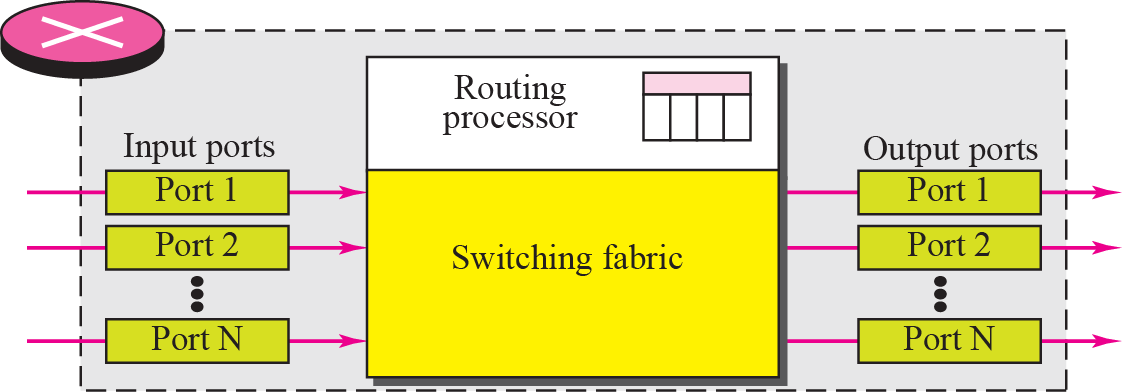 Routing
processor
Input ports
Output ports
Port 1
Port 1
Port 2
Port 2
Switching fabric
Port N
Port N